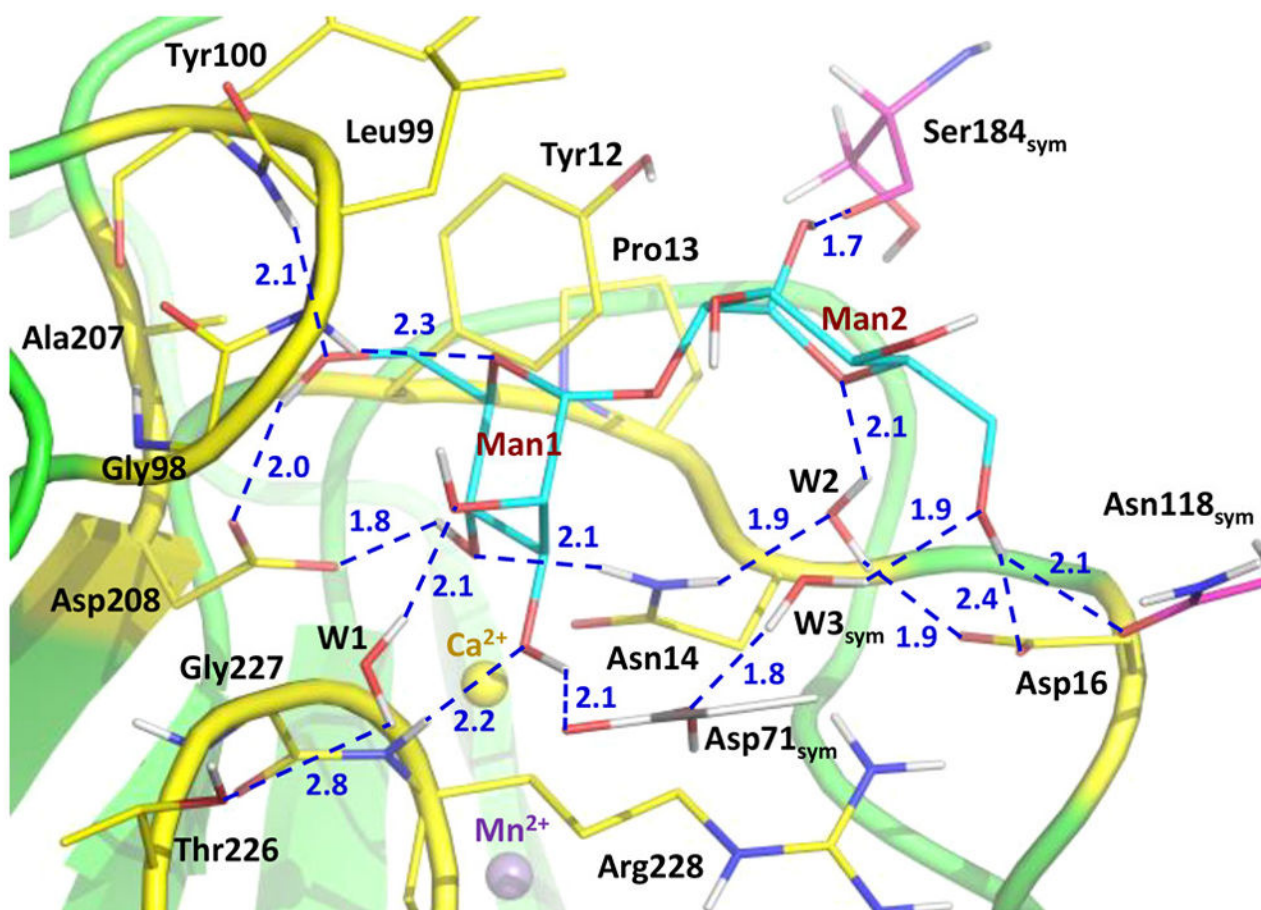 Tyr100
Leu99
Tyr12
Ser184sym
Pro13
1.7
2.1
Ala207
2.3
Man2
Man1
2.1
Gly98
2.0
W2
1.8
1.9
1.9
Asn118sym
2.1
2.1
2.1
Asp208
2.4
W1
Ca²⁺
Asn14
W3sym
1.9
Gly227
1.8
Asp16
2.1
2.2
Asp71sym
2.8
Mn²⁺
Thr226
Arg228